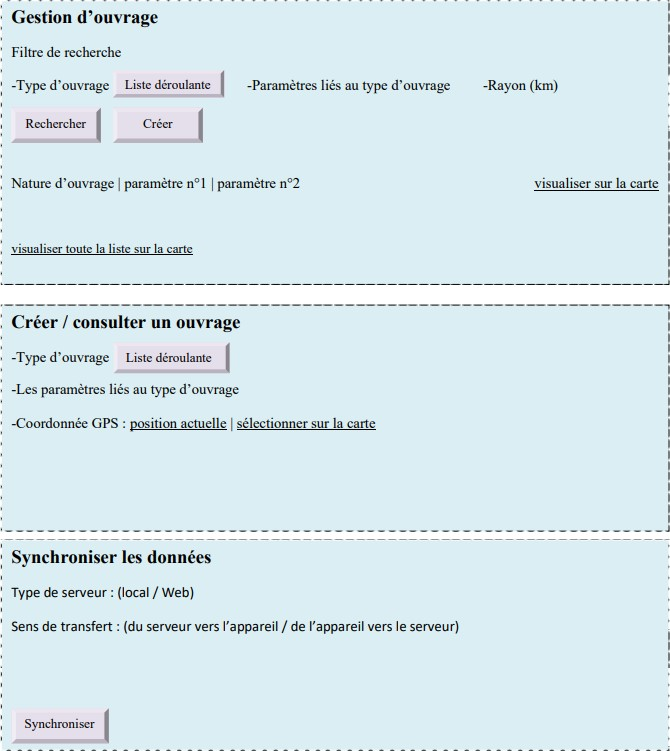 Gestion d’ouvrage
Filtre de recherche
-Type d’ouvrage Liste déroulante -Paramètres liés au type d’ouvrage -Rayon (km)
Rechercher Créer
Nature d’ouvrage | paramètre n°1 | paramètre n°2 visualiser sur la carte
visualiser toute la liste sur la carte
Créer / consulter un ouvrage
-Type d’ouvrage Liste déroulante
-Les paramètres liés au type d’ouvrage
-Coordonnée GPS : position actuelle | sélectionner sur la carte
Synchroniser les données
Type de serveur : (local / Web)
Sens de transfert : (du serveur vers l’appareil / de l’appareil vers le serveur)
Synchroniser